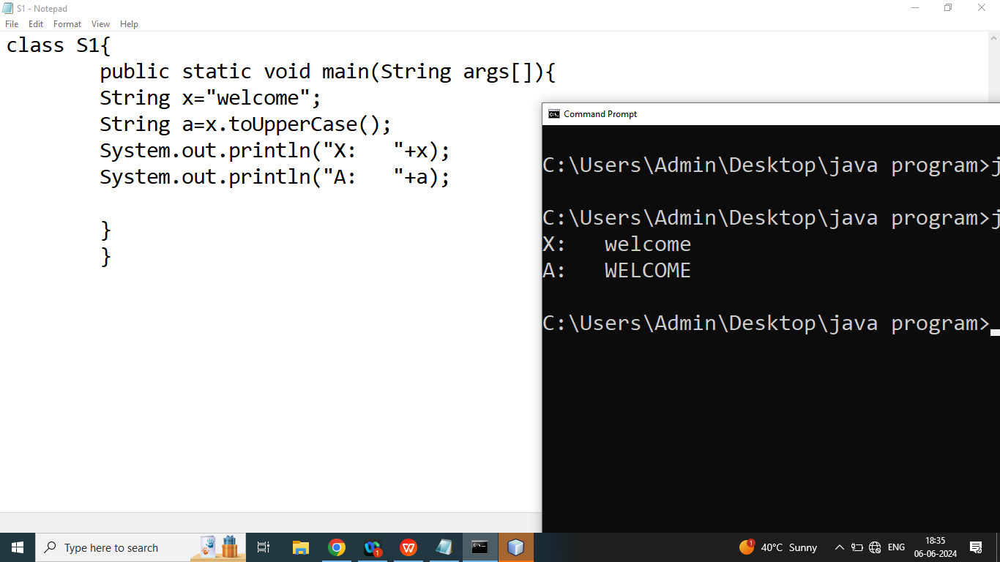 S1 - Notepad
File Edit Format View Help
class S1{
public static void main(String args[]){
String x="welcome";
String a=x.toUpperCase();
System.out.println("X:   "+x);
System.out.println("A:   "+a);
}
}
Command Prompt
C:\Users\Admin\Desktop\java program>j
C:\Users\Admin\Desktop\java program>j
X:   welcome
A:   WELCOME
C:\Users\Admin\Desktop\java program>
Type here to search
1
W
C:\.
1
40°C Sunny
ENG
18:35
06-06-2024